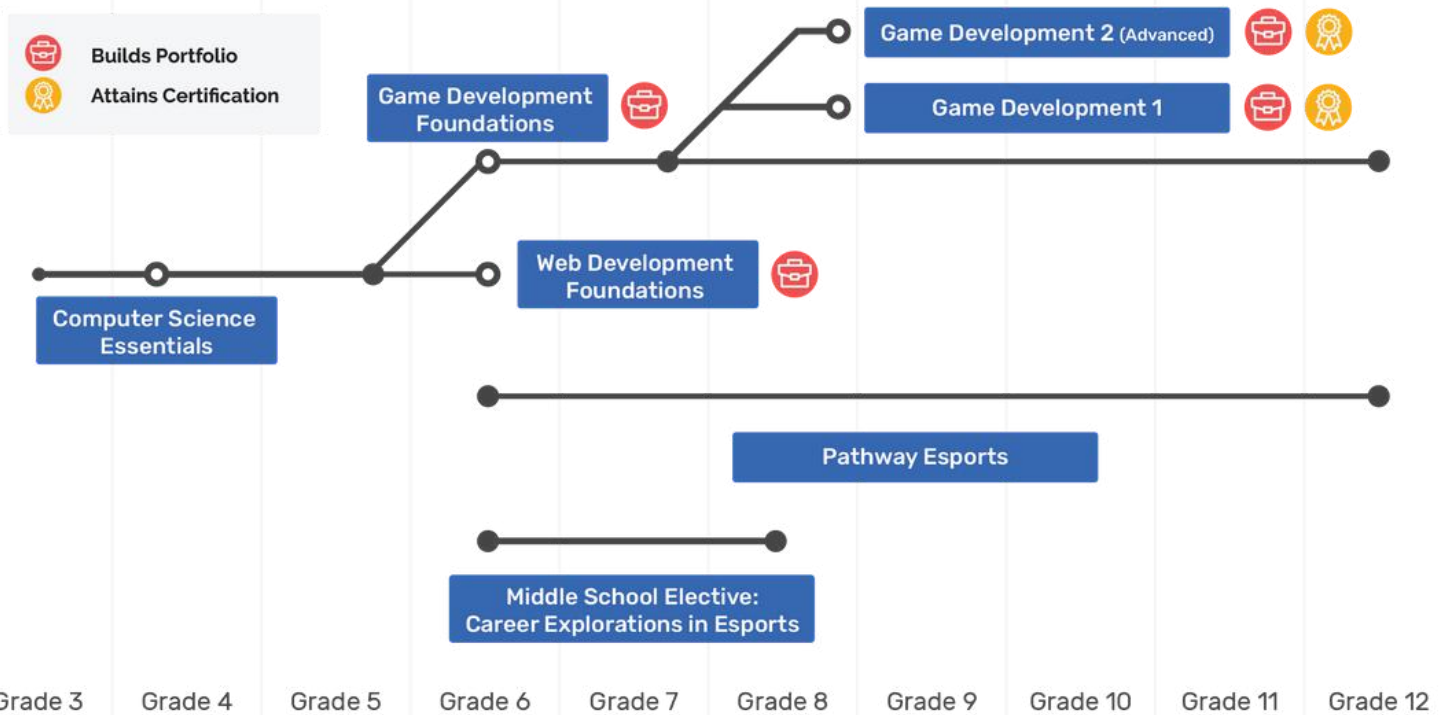 Builds Portfolio
Attains Certification
Game Development 2 (Advanced)
Game Development 1
Game Development
Foundations
Web Development
Foundations
Computer Science
Essentials
Pathway Esports
Middle School Elective:
Career Explorations in Esports
Grade 3 Grade 4 Grade 5 Grade 6 Grade 7 Grade 8 Grade 9 Grade 10 Grade 11 Grade 12